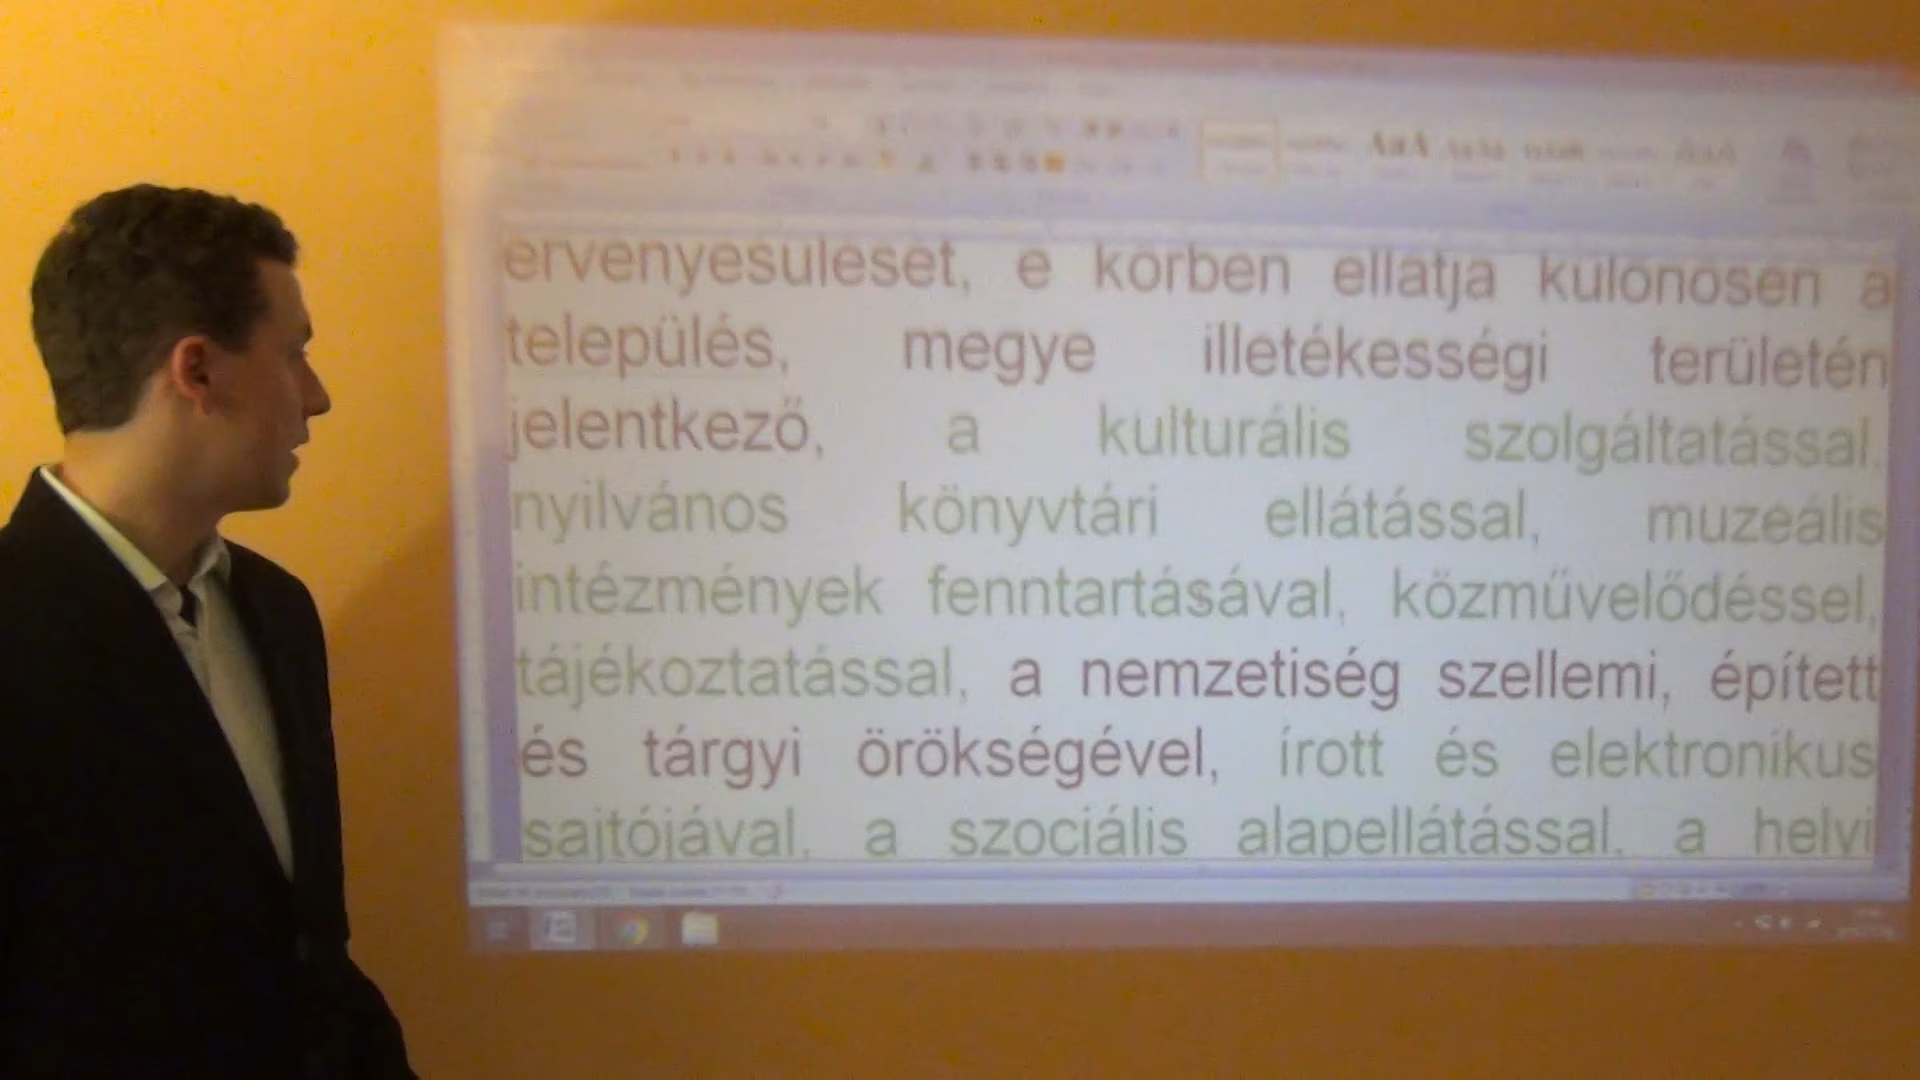 érvényesülését, e körben ellátja különösen a
település, megye illetékességi területén
jelentkező, a kulturális szolgáltatással,
nyilvános könyvtári ellátással, muzeális
intézmények fenntartásával, közművelődéssel,
tájékoztatással, a nemzetiség szellemi, épített
és tárgyi örökségével, írott és elektronikus
sajtójával, a szociális alapellátással, a helyi